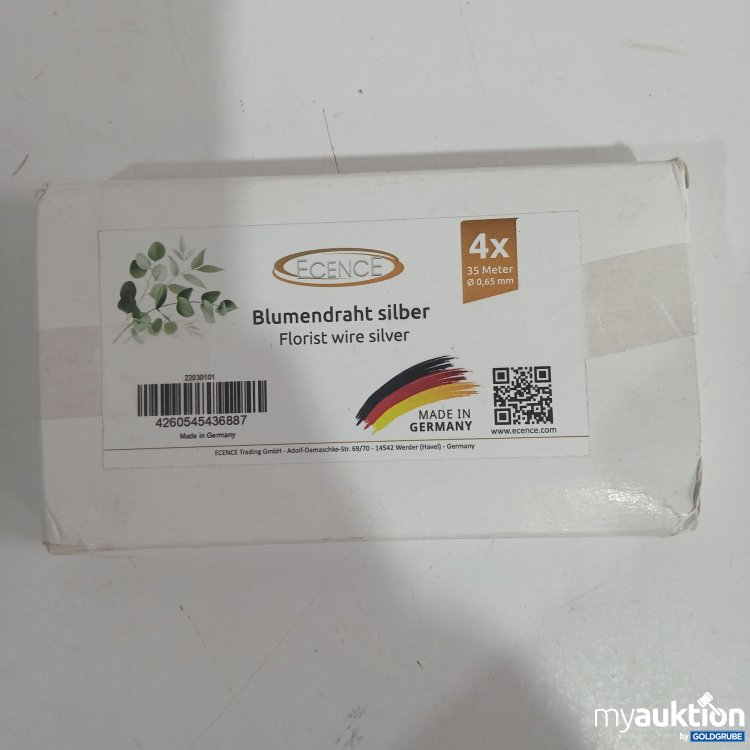 ECENCE
4x
35 Meter
Ø 0,65 mm
Blumendraht silber
Florist wire silver
22030101
4260545436887
Made in Germany
MADE IN
GERMANY
www.ecence.com
ECENCE Trading GmbH - Adolf-Damaschke-Str. 69/70 - 14542 Werder (Havel) - Germany
myauktion
by GOLDGRUBE